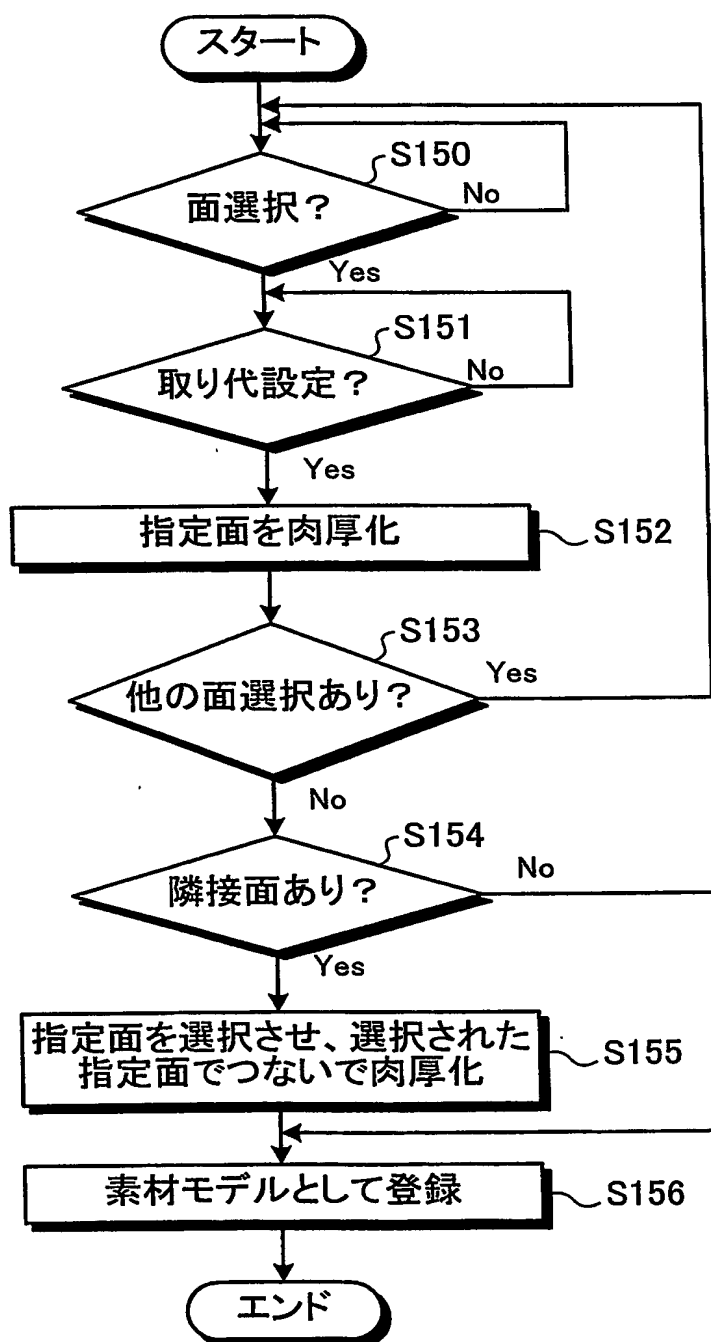 スタート
S150
面選択？
No
Yes
S151
取り代設定？
No
Yes
指定面を肉厚化
S152
S153
他の面選択あり？
Yes
No
S154
隣接面あり？
No
Yes
指定面を選択させ、選択された
指定面でつないで肉厚化
S155
素材モデルとして登録
S156
エンド